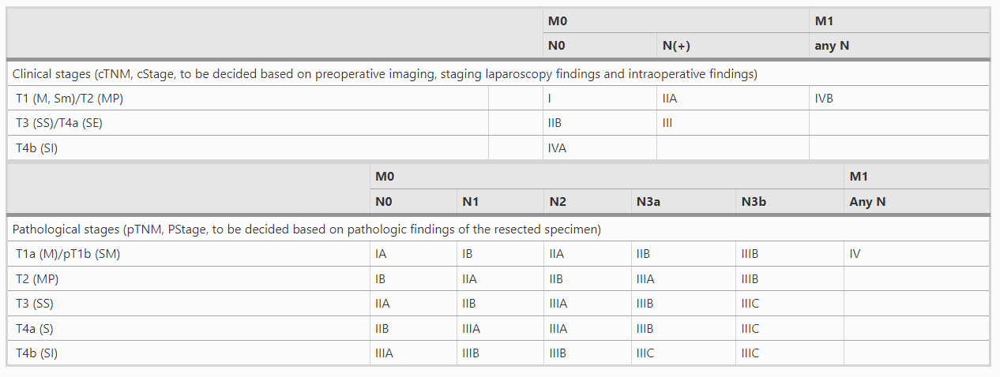 M0 M1
N0 N(+) any N
Clinical stages (cTNM, cStage, to be decided based on preoperative imaging, staging laparoscopy findings and intraoperative findings)
T1 (M, Sm)/T2 (MP) I IIA IVB
T3 (SS)/T4a (SE) IIB III
T4b (SI) IVA
M0 M1
N0 N1 N2 N3a N3b Any N
Pathological stages (pTNM, PStage, to be decided based on pathologic findings of the resected specimen)
T1a (M)/pT1b (SM) IA IB IIA IIB IIIB IV
T2 (MP) IB IIA IIB IIIA IIIB
T3 (SS) IIA IIB IIIA IIIB IIIC
T4a (S) IIB IIIA IIIA IIIB IIIC
T4b (SI) IIIA IIIB IIIB IIIC IIIC